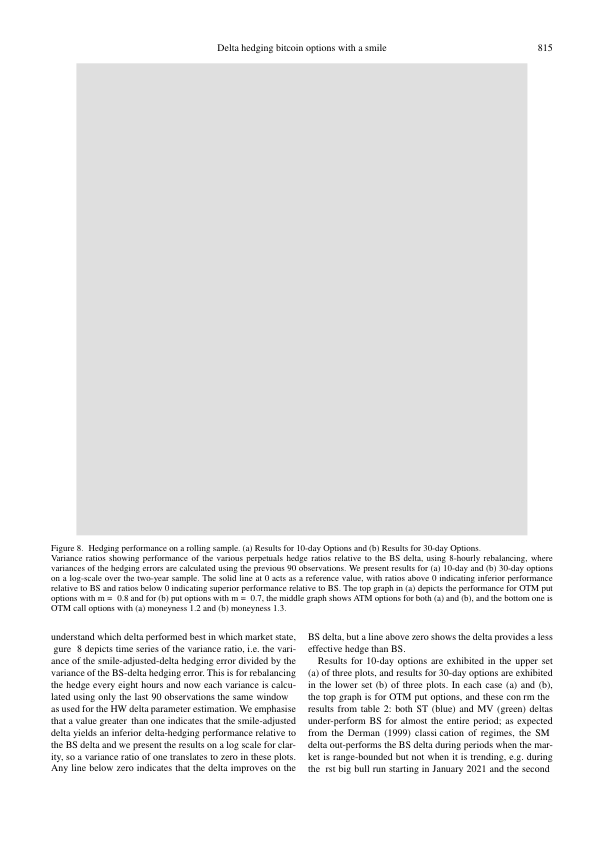 Delta hedging bitcoin options with a smile
815
Figure 8. Hedging performance on a rolling sample. (a) Results for 10-day Options and (b) Results for 30-day Options.
Variance ratios showing performance of the various perpetuals hedge ratios relative to the BS delta, using 8-hourly rebalancing, where
variances of the hedging errors are calculated using the previous 90 observations. We present results for (a) 10-day and (b) 30-day options
on a log-scale over the two-year sample. The solid line at 0 acts as a reference value, with ratios above 0 indicating inferior performance
relative to BS and ratios below 0 indicating superior performance relative to BS. The top graph in (a) depicts the performance for OTM put
options with m = 0.8 and for (b) put options with m = 0.7, the middle graph shows ATM options for both (a) and (b), and the bottom one is
OTM call options with (a) moneyness 1.2 and (b) moneyness 1.3.
understand which delta performed best in which market state,
gure 8 depicts time series of the variance ratio, i.e. the vari-
ance of the smile-adjusted-delta hedging error divided by the
variance of the BS-delta hedging error. This is for rebalancing
the hedge every eight hours and now each variance is calcu-
lated using only the last 90 observations the same window
as used for the HW delta parameter estimation. We emphasise
that a value greater than one indicates that the smile-adjusted
delta yields an inferior delta-hedging performance relative to
the BS delta and we present the results on a log scale for clar-
ity, so a variance ratio of one translates to zero in these plots.
Any line below zero indicates that the delta improves on the
BS delta, but a line above zero shows the delta provides a less
effective hedge than BS.
Results for 10-day options are exhibited in the upper set
(a) of three plots, and results for 30-day options are exhibited
in the lower set (b) of three plots. In each case (a) and (b),
the top graph is for OTM put options, and these con rm the
results from table 2: both ST (blue) and MV (green) deltas
under-perform BS for almost the entire period; as expected
from the Derman (1999) classi cation of regimes, the SM
delta out-performs the BS delta during periods when the mar-
ket is range-bounded but not when it is trending, e.g. during
the rst big bull run starting in January 2021 and the second